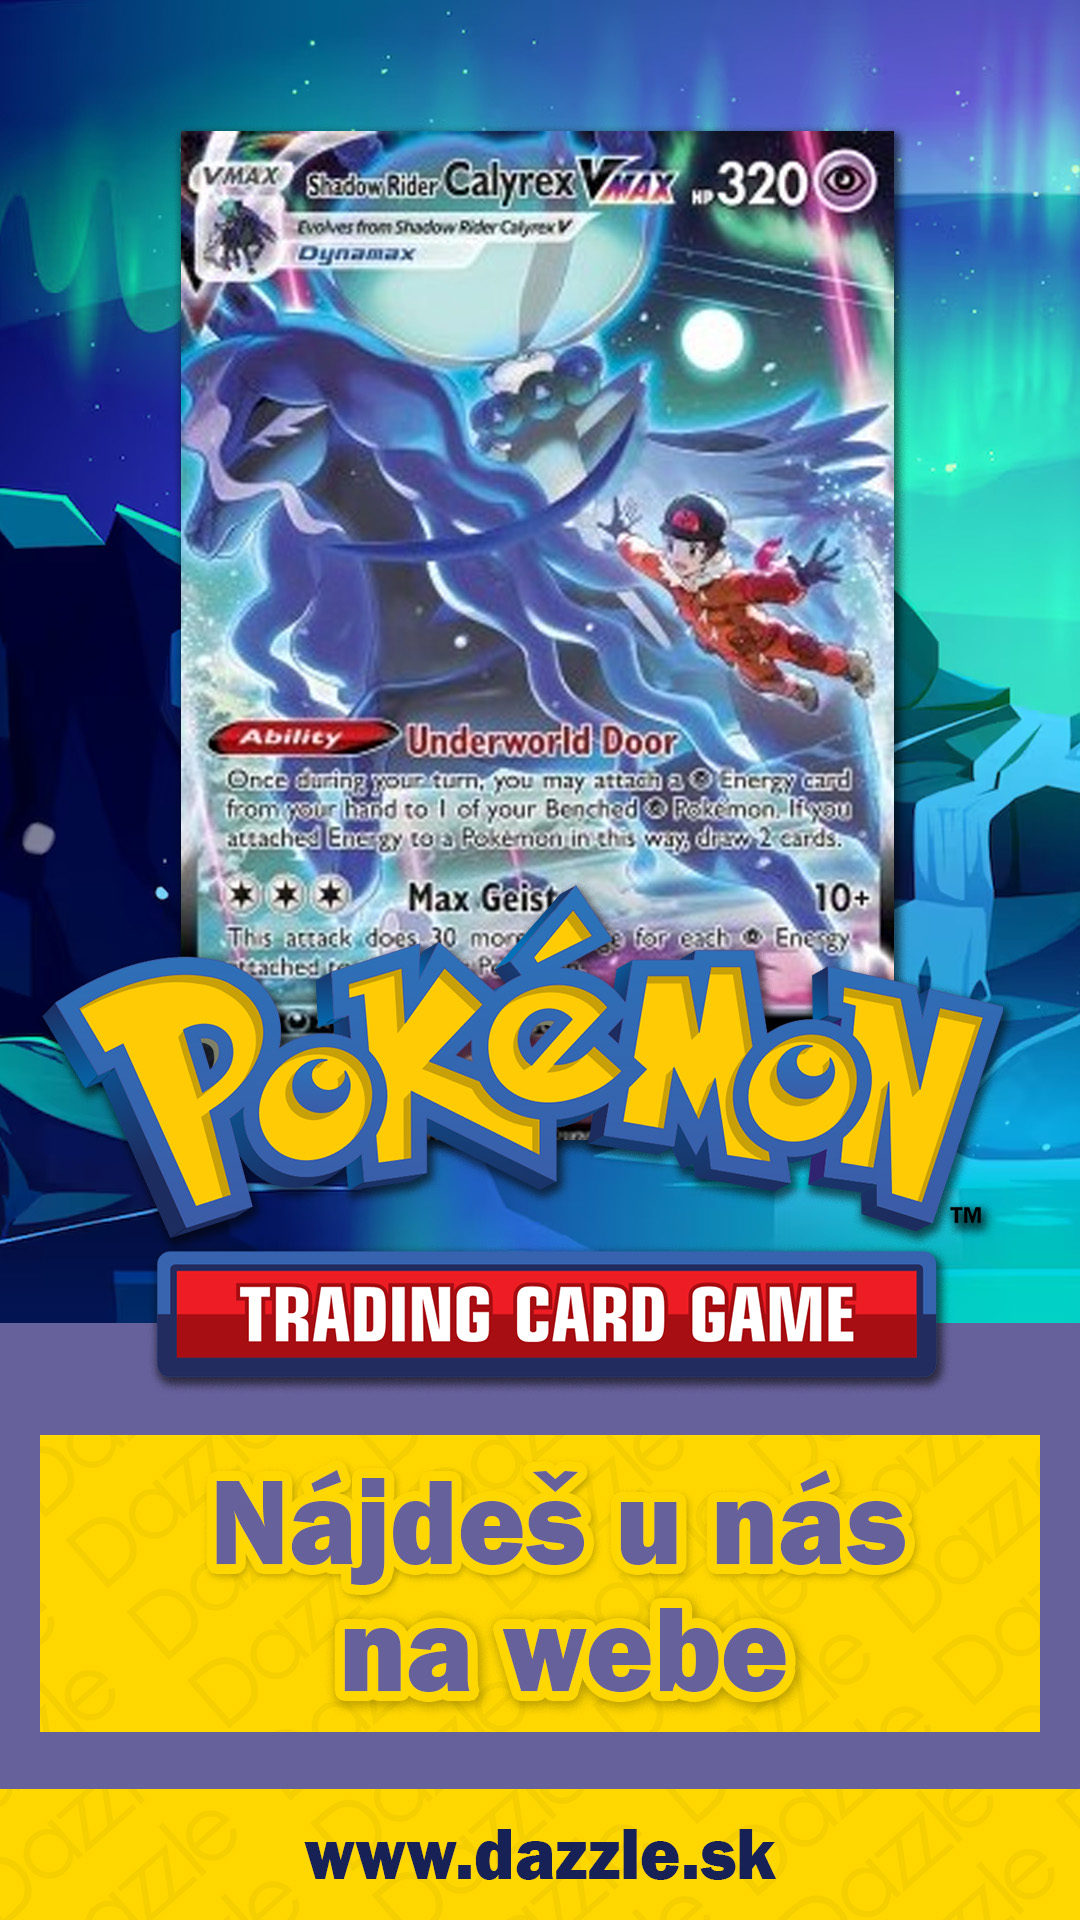 VMAX
Shadow Rider Calyrex VMAX HP 320
Evolves from Shadow Rider Calyrex V
Dynamax
Ability Underworld Door
Once during your turn, you may attach a Energy card
from your hand to 1 of your Benched Pokémon. If you
attached Energy to a Pokémon in this way, draw 2 cards.
Max Geist 10+
This attack does 30 for each Energy
POKéMON
TM
TRADING CARD GAME
Nájdeš u nás
na webe
www.dazzle.sk
Dazzle